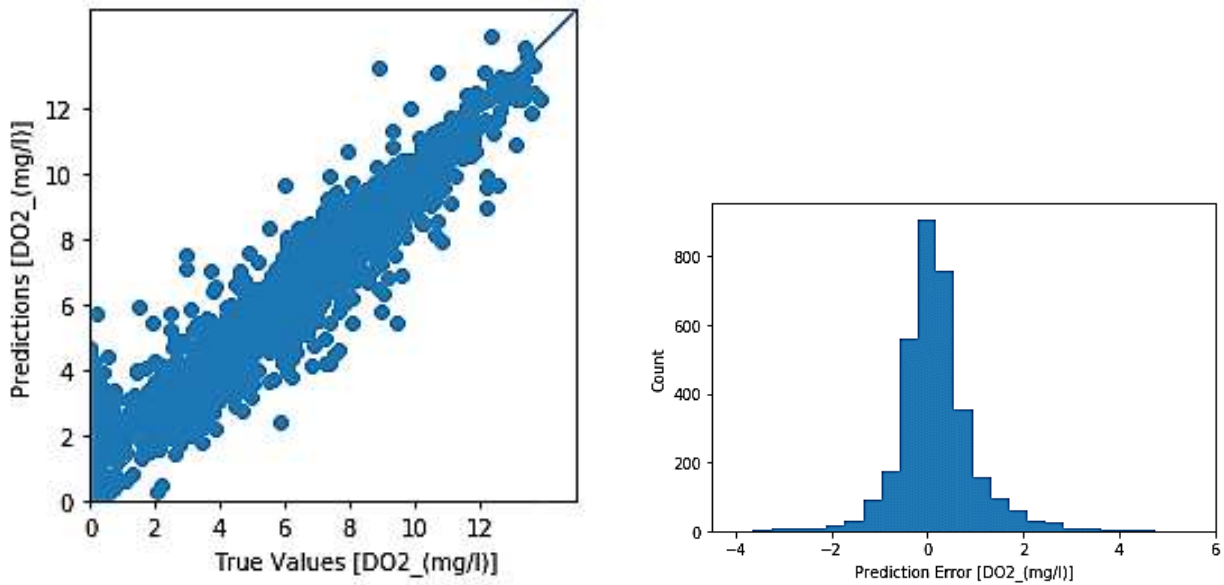 Predictions [DO2_(mg/l)]
12
10
8
6
4
2
0
0 2 4 6 8 10 12
True Values [DO2_(mg/l)]
Count
800
600
400
200
0
−4 −2 0 2 4 6
Prediction Error [DO2_(mg/l)]